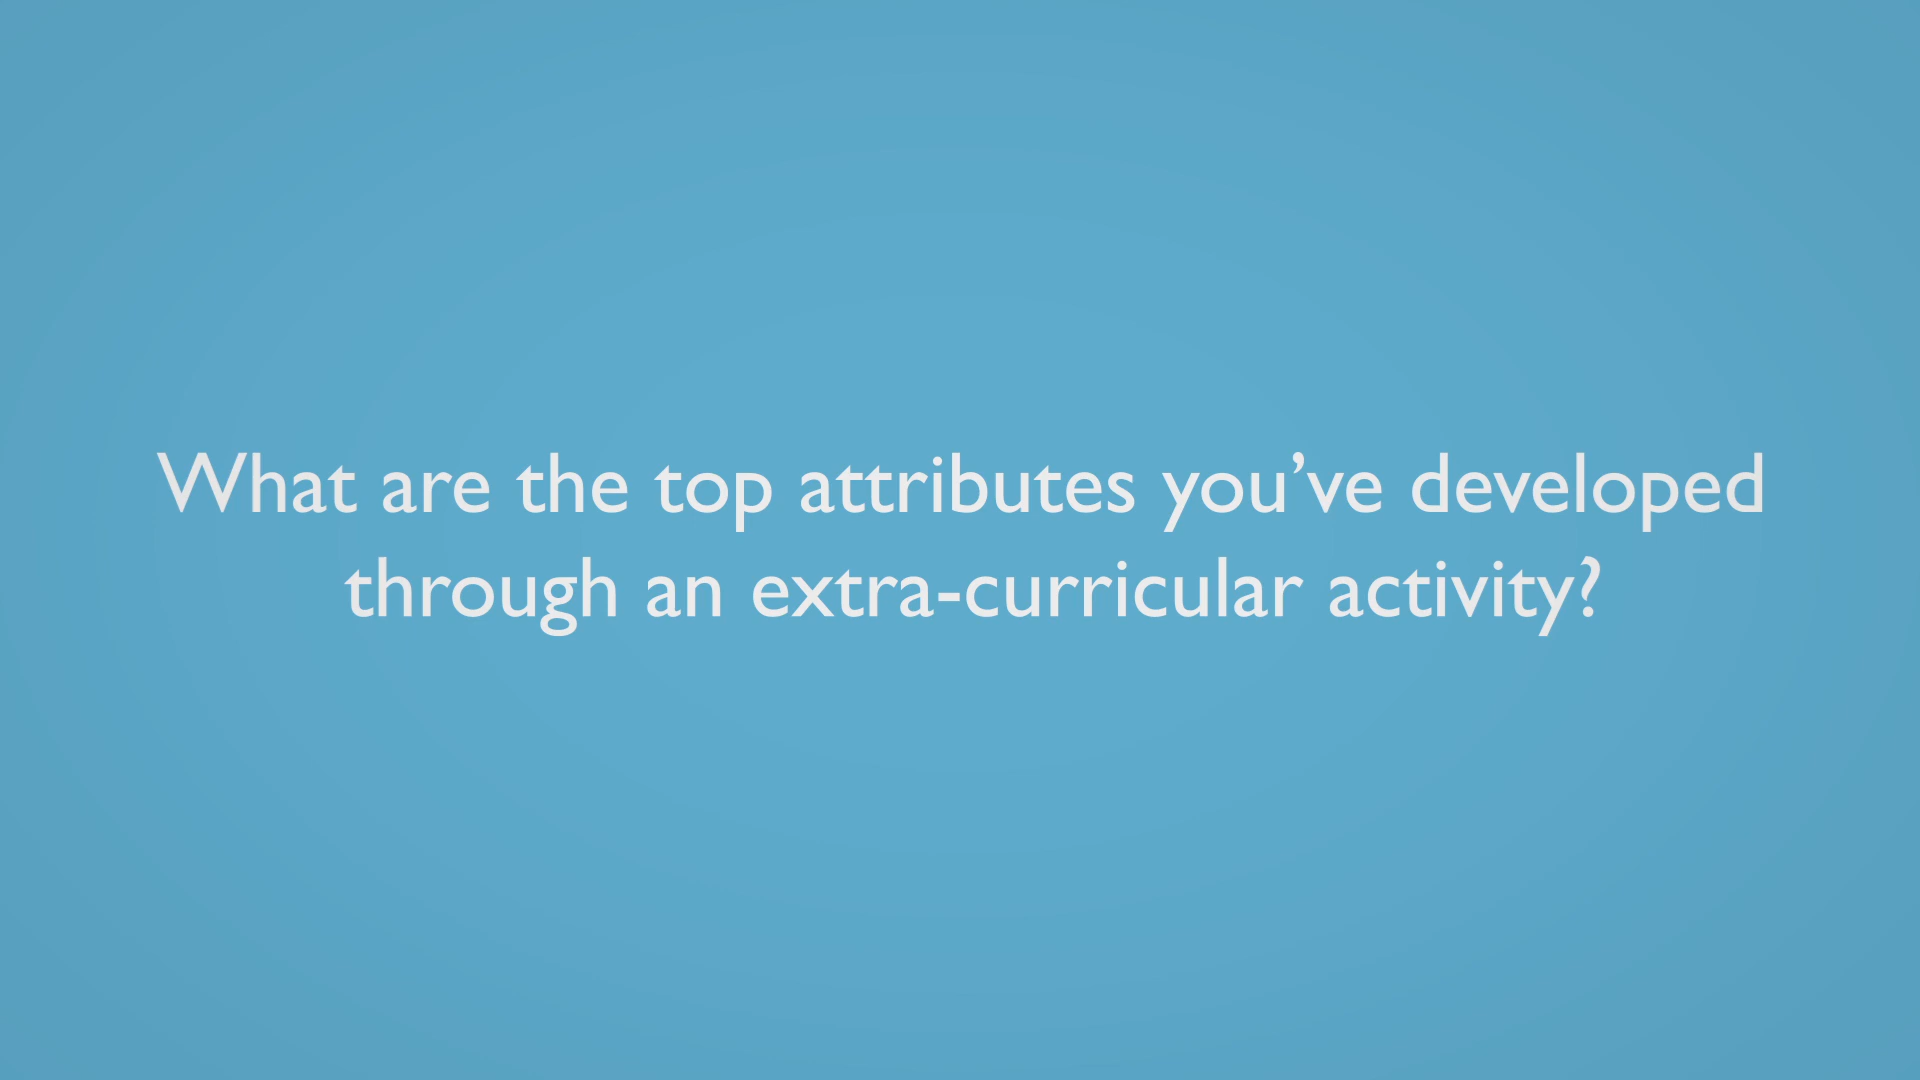 What are the top attributes you’ve developed
through an extra-curricular activity?